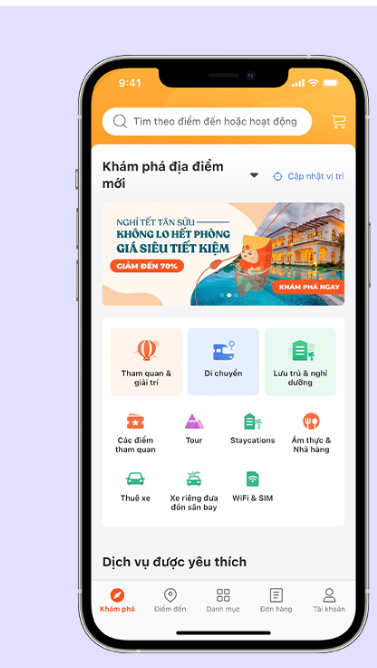 9:41
Tìm theo điểm đến hoặc hoạt động
Khám phá địa điểm
mới
Cập nhật vị trí
NGHỈ TẾT TÂN SỬU
KHÔNG LO HẾT PHÒNG
GIÁ SIÊU TIẾT KIỆM
GIẢM ĐẾN 70%
KHÁM PHÁ NGAY
Tham quan &
giải trí
Di chuyển
Lưu trú & nghỉ
dưỡng
Các điểm
tham quan
Tour
Staycations
Ẩm thực &
Nhà hàng
Thuê xe
Xe riêng đưa
đón sân bay
WiFi & SIM
Dịch vụ được yêu thích
Khám phá
Điểm đến
Danh mục
Đơn hàng
Tài khoản